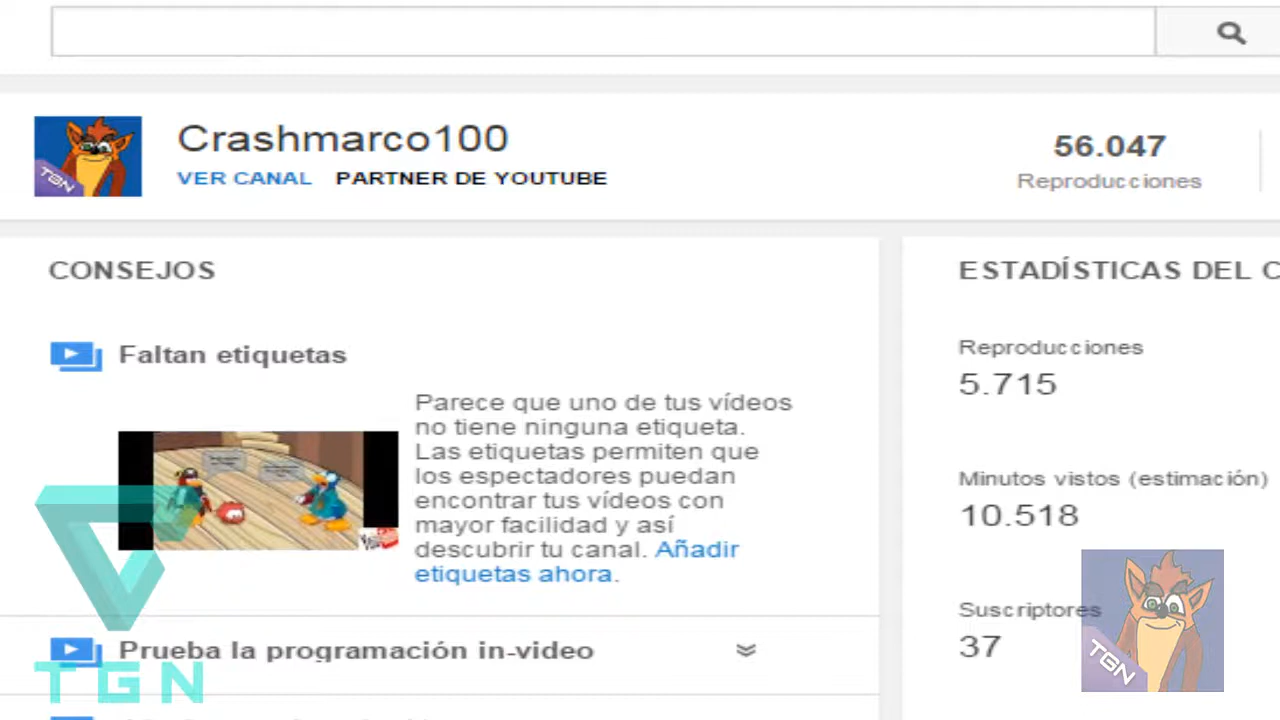 Crashmarco100
VER CANAL PARTNER DE YOUTUBE
56.047
Reproducciones
TGN
CONSEJOS
Faltan etiquetas
Parece que uno de tus vídeos
no tiene ninguna etiqueta.
Las etiquetas permiten que
los espectadores puedan
encontrar tus vídeos con
mayor facilidad y así
descubrir tu canal. Añadir
etiquetas ahora.
Prueba la programación in-video
TGN
ESTADÍSTICAS DEL C
Reproducciones
5.715
Minutos vistos (estimación)
10.518
Suscriptores
37
TGN